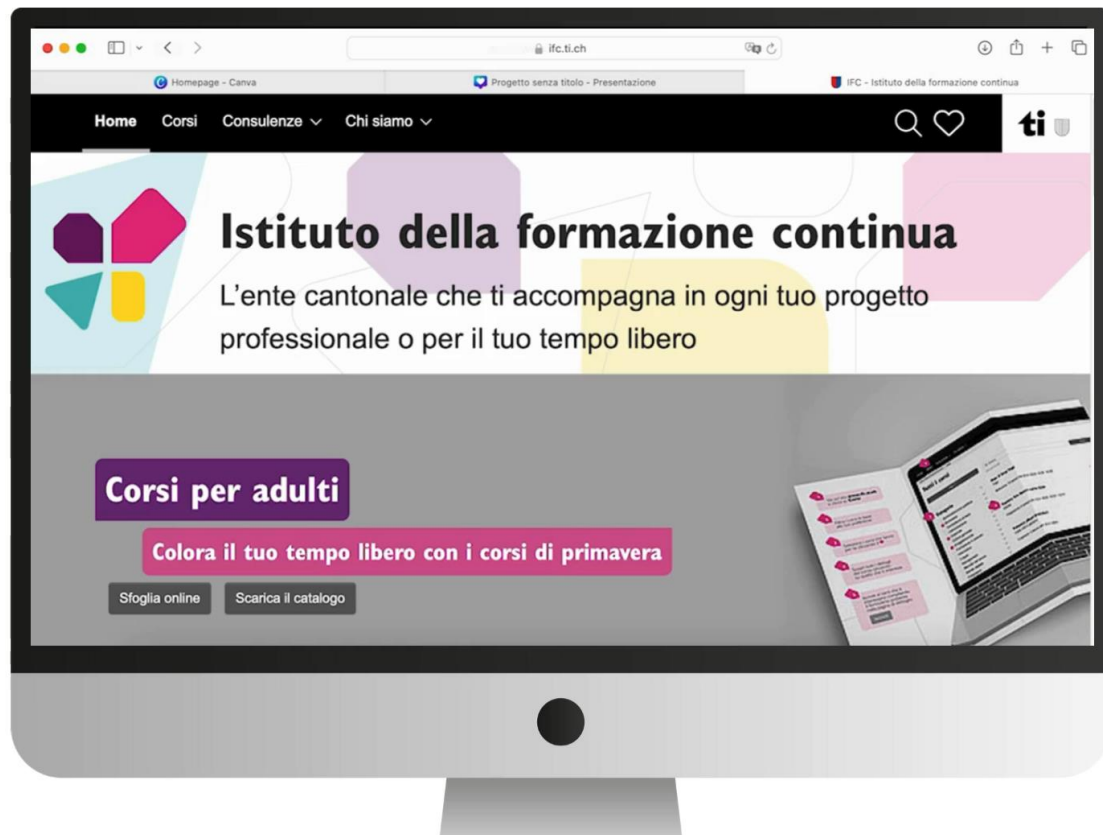 ifc.ti.ch
Homepage - Canva
Progetto senza titolo - Presentazione
IFC - Istituto della formazione continua
Home
Corsi
Consulenze
Chi siamo
ti
Istituto della formazione continua
L'ente cantonale che ti accompagna in ogni tuo progetto
professionale o per il tuo tempo libero
Corsi per adulti
Colora il tuo tempo libero con i corsi di primavera
Sfoglia online
Scarica il catalogo